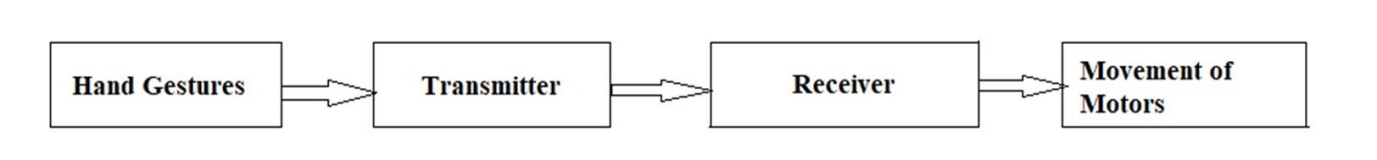 Hand Gestures
Transmitter
Receiver
Movement of
Motors